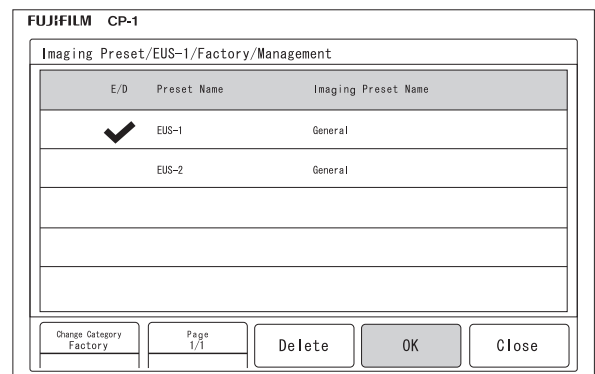 FUJIFILM CP-1
Imaging Preset/EUS-1/Factory/Management
E/D Preset Name Imaging Preset Name
EUS-1 General
EUS-2 General
Change Category Page
Factory 1/1 Delete OK Close